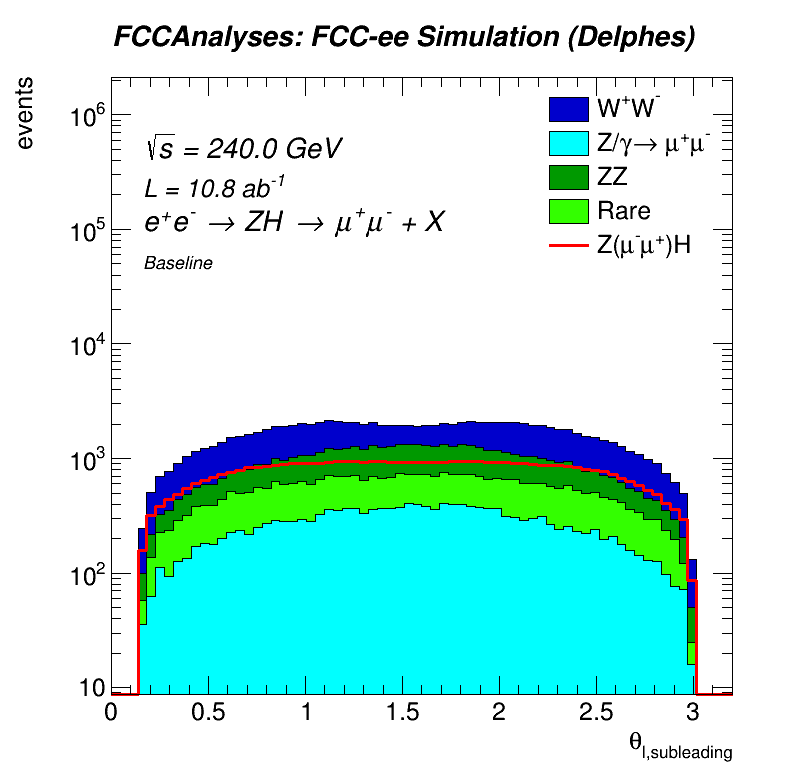 FCCAnalyses: FCC-ee Simulation (Delphes)
events
√s = 240.0 GeV
L = 10.8 ab⁻¹
e⁺e⁻ → ZH → μ⁺μ⁻ + X
Baseline
W⁺W⁻
Z/γ→ μ⁺μ⁻
ZZ
Rare
Z(μ⁻μ⁺)H
10⁶
10⁵
10⁴
10³
10²
10
0 0.5 1 1.5 2 2.5 3
θl,subleading